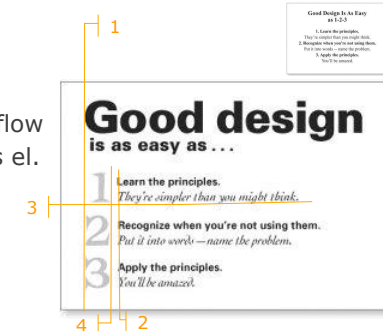 1
Good Design Is As Easy
as 1-2-3
1. Learn the principles.
They're simpler than you might think.
2. Recognize when you're not using them.
Put it into words -- name the problem.
3. Apply the principles.
You'll be amazed.
flow
s el.
Good design
is as easy as...
1 Learn the principles.
They're simpler than you might think.
3
2 Recognize when you're not using them.
Put it into words—name the problem.
3 Apply the principles.
You'll be amazed.
4
2